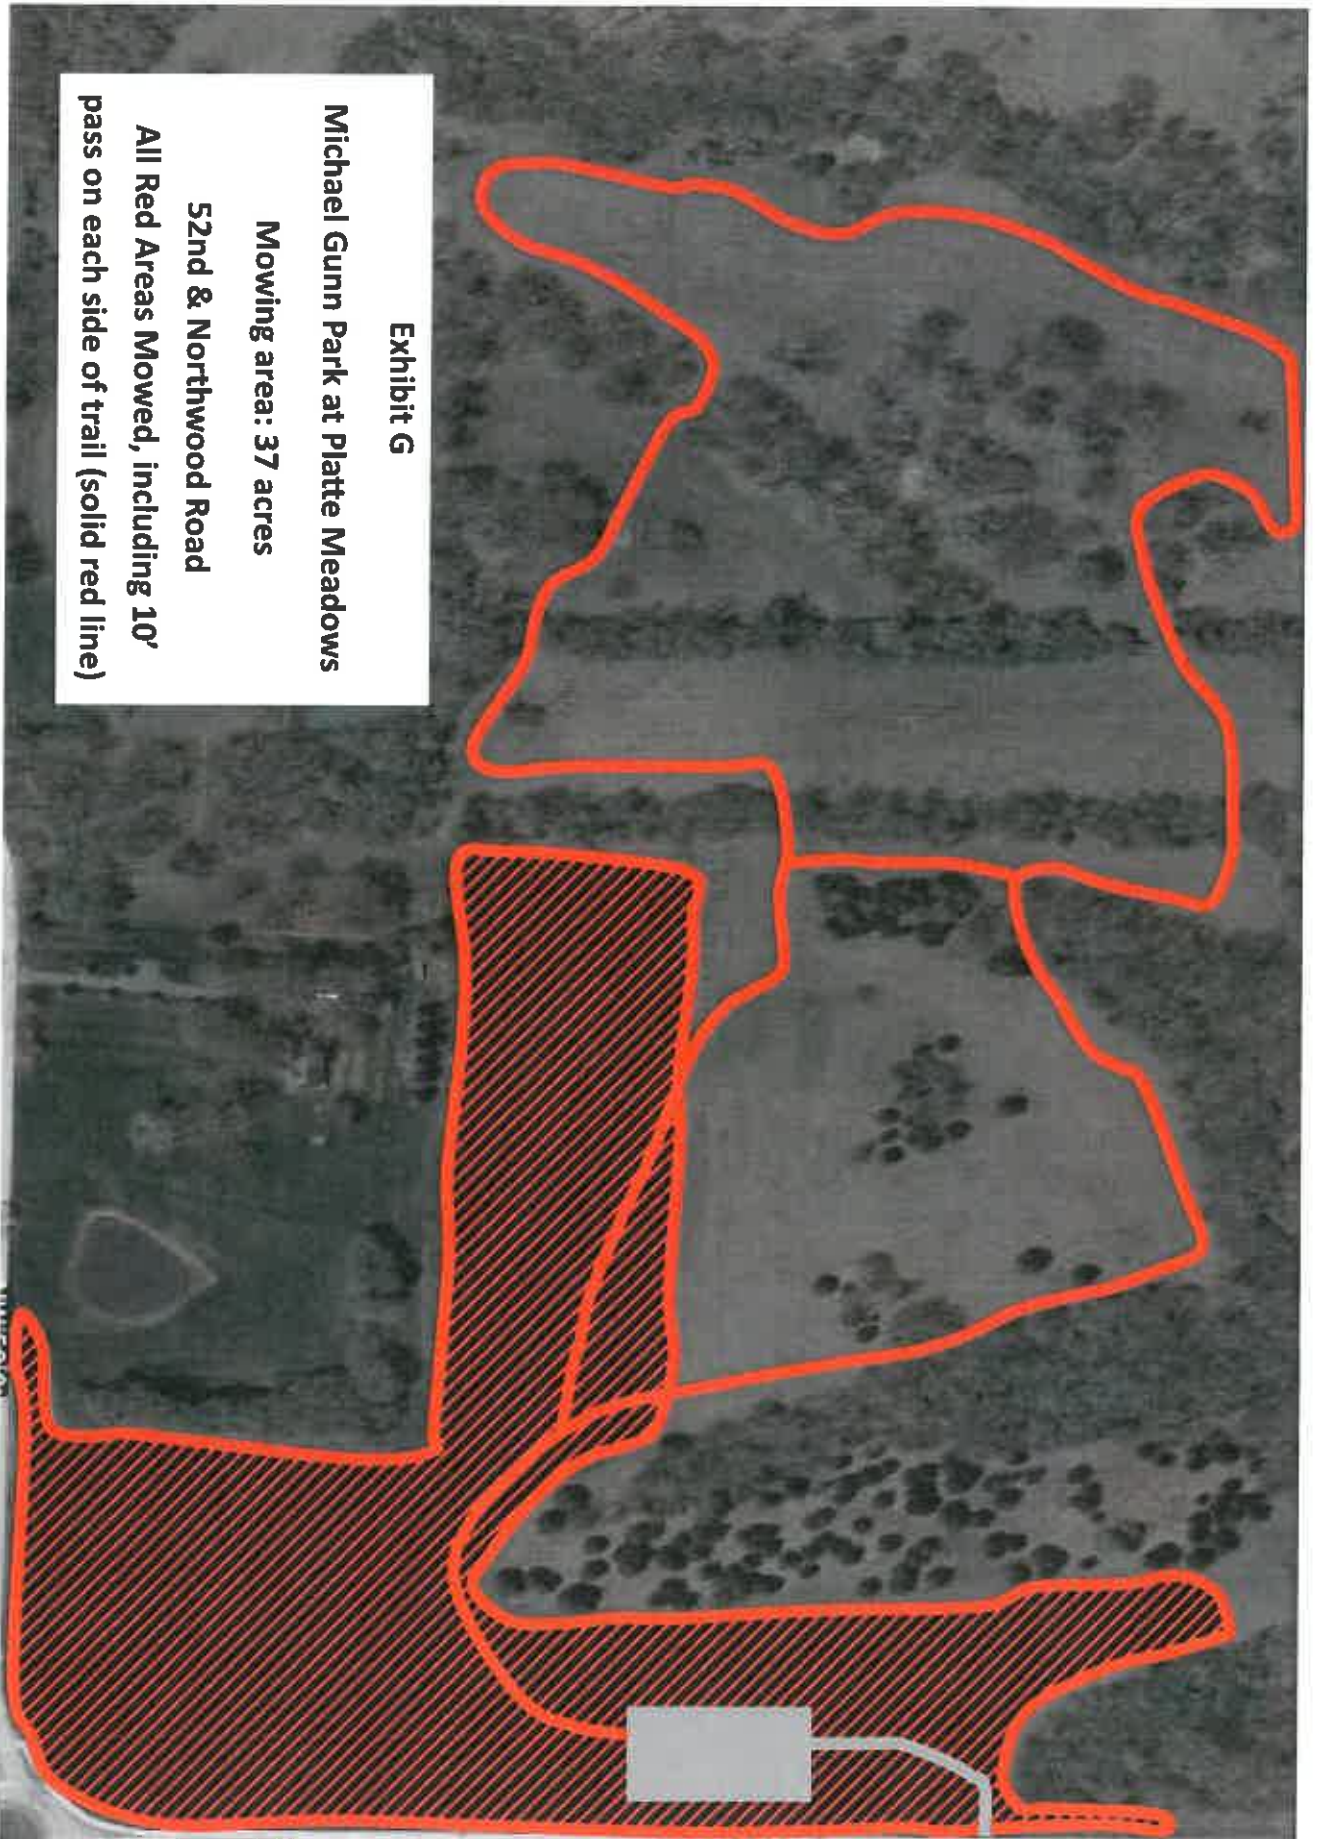 Exhibit G
Michael Gunn Park at Platte Meadows
Mowing area: 37 acres
52nd & Northwood Road
All Red Areas Mowed, including 10'
pass on each side of trail (solid red line)